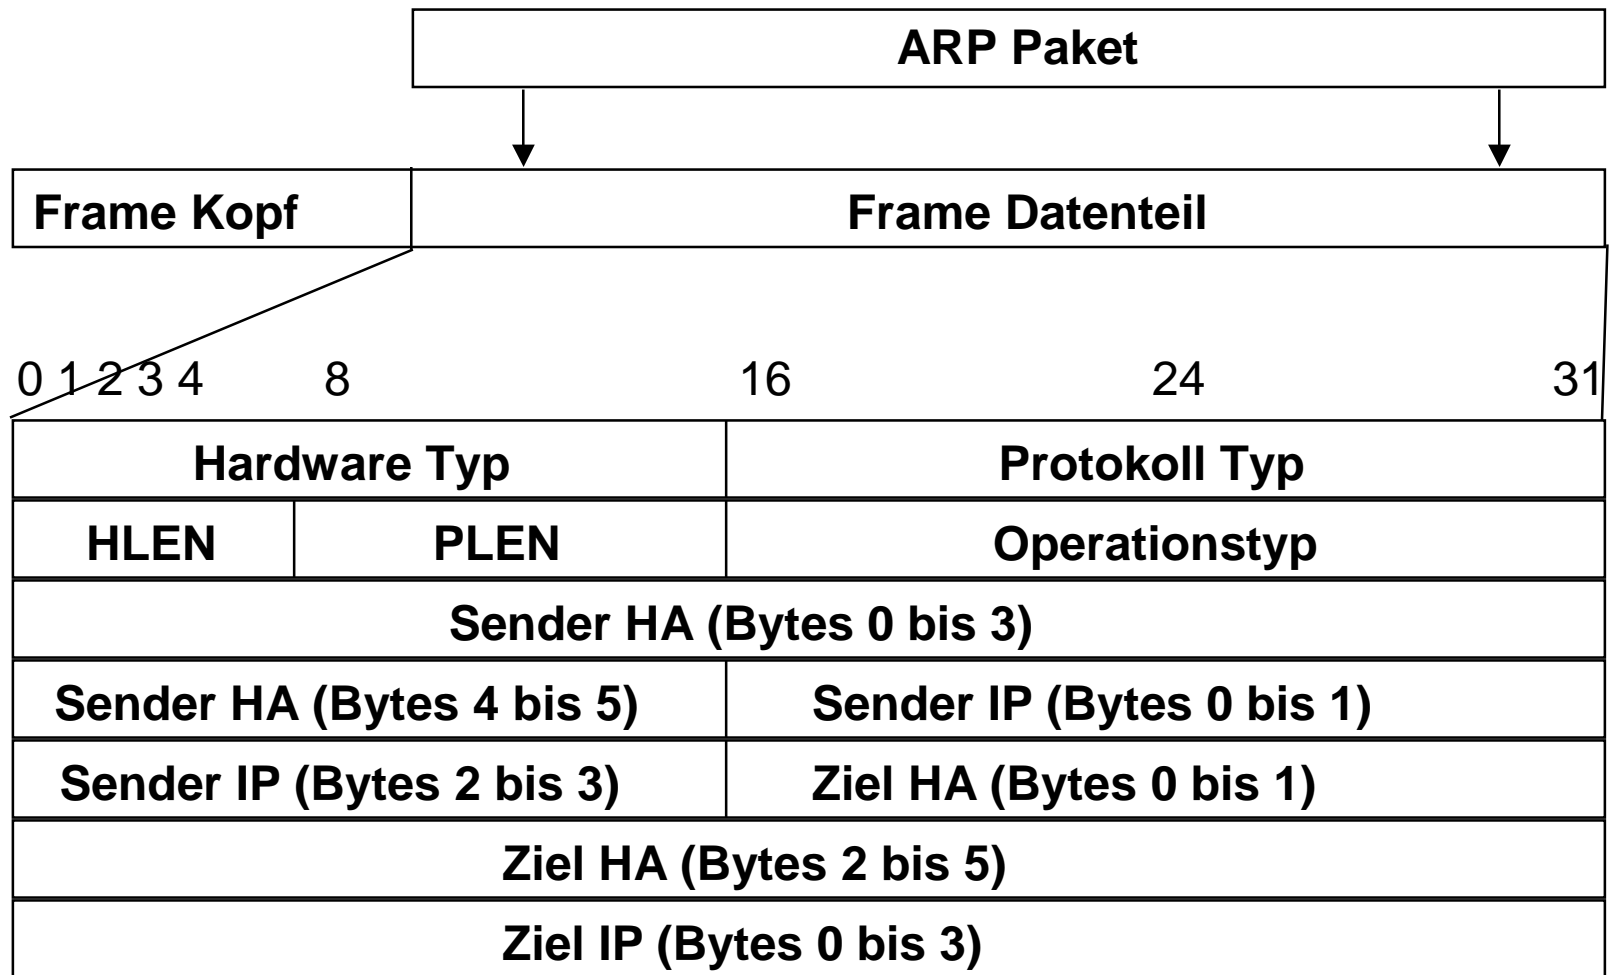 ARP Paket
Frame Kopf Frame Datenteil
0 1 2 3 4 8 16 24 31
Hardware Typ Protokoll Typ
HLEN PLEN Operationstyp
Sender HA (Bytes 0 bis 3)
Sender HA (Bytes 4 bis 5) Sender IP (Bytes 0 bis 1)
Sender IP (Bytes 2 bis 3) Ziel HA (Bytes 0 bis 1)
Ziel HA (Bytes 2 bis 5)
Ziel IP (Bytes 0 bis 3)